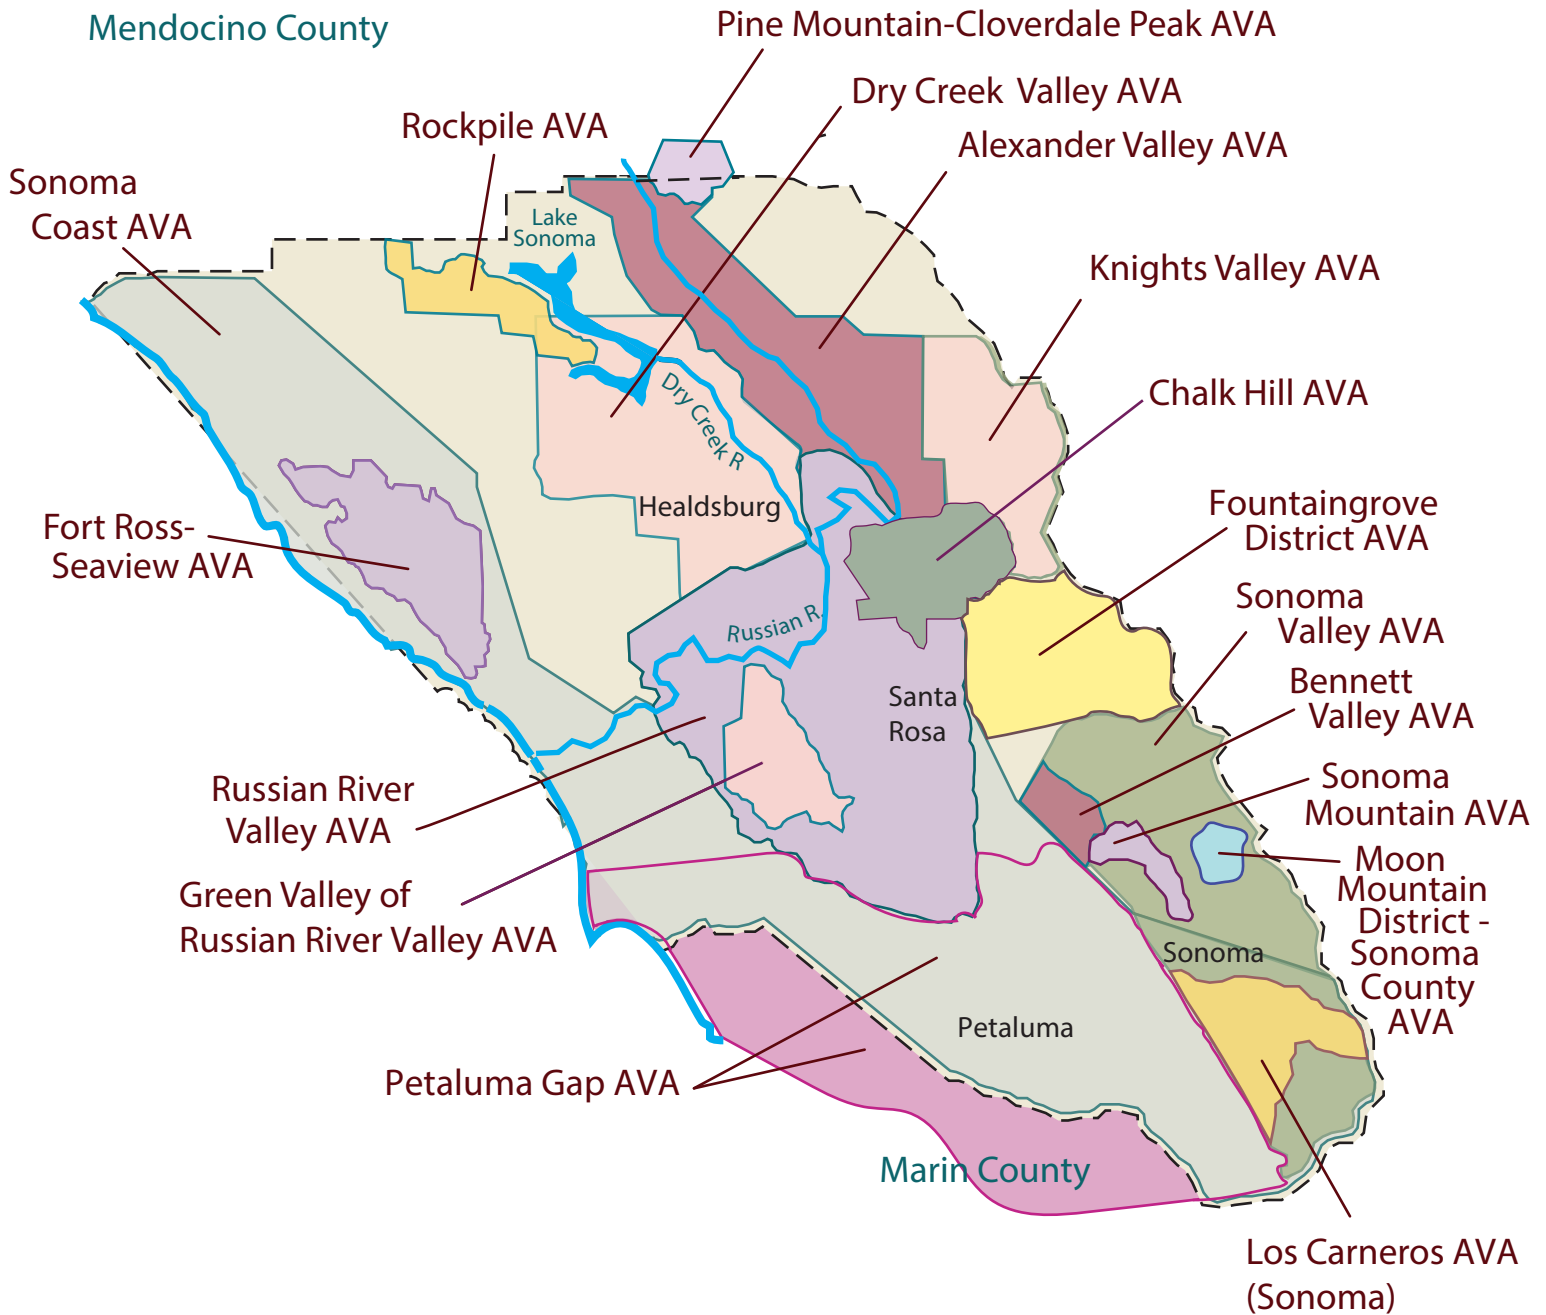 Mendocino County
Pine Mountain-Cloverdale Peak AVA
Dry Creek Valley AVA
Rockpile AVA
Alexander Valley AVA
Sonoma
Coast AVA
Lake
Sonoma
Knights Valley AVA
Dry Creek R
Chalk Hill AVA
Healdsburg
Fort Ross-
Seaview AVA
Fountaingrove
District AVA
Russian R.
Sonoma
Valley AVA
Santa
Rosa
Bennett
Valley AVA
Russian River
Valley AVA
Sonoma
Mountain AVA
Green Valley of
Russian River Valley AVA
Moon
Mountain
District -
Sonoma
County
AVA
Sonoma
Petaluma
Petaluma Gap AVA
Marin County
Los Carneros AVA
(Sonoma)